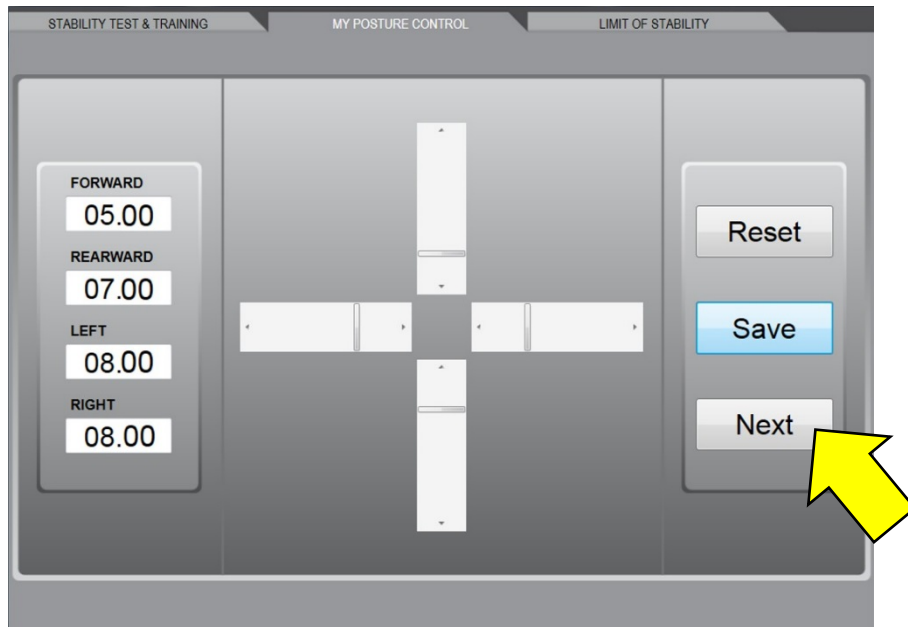 STABILITY TEST & TRAINING
MY POSTURE CONTROL
LIMIT OF STABILITY
FORWARD
05.00
REARWARD
07.00
LEFT
08.00
RIGHT
08.00
Reset
Save
Next